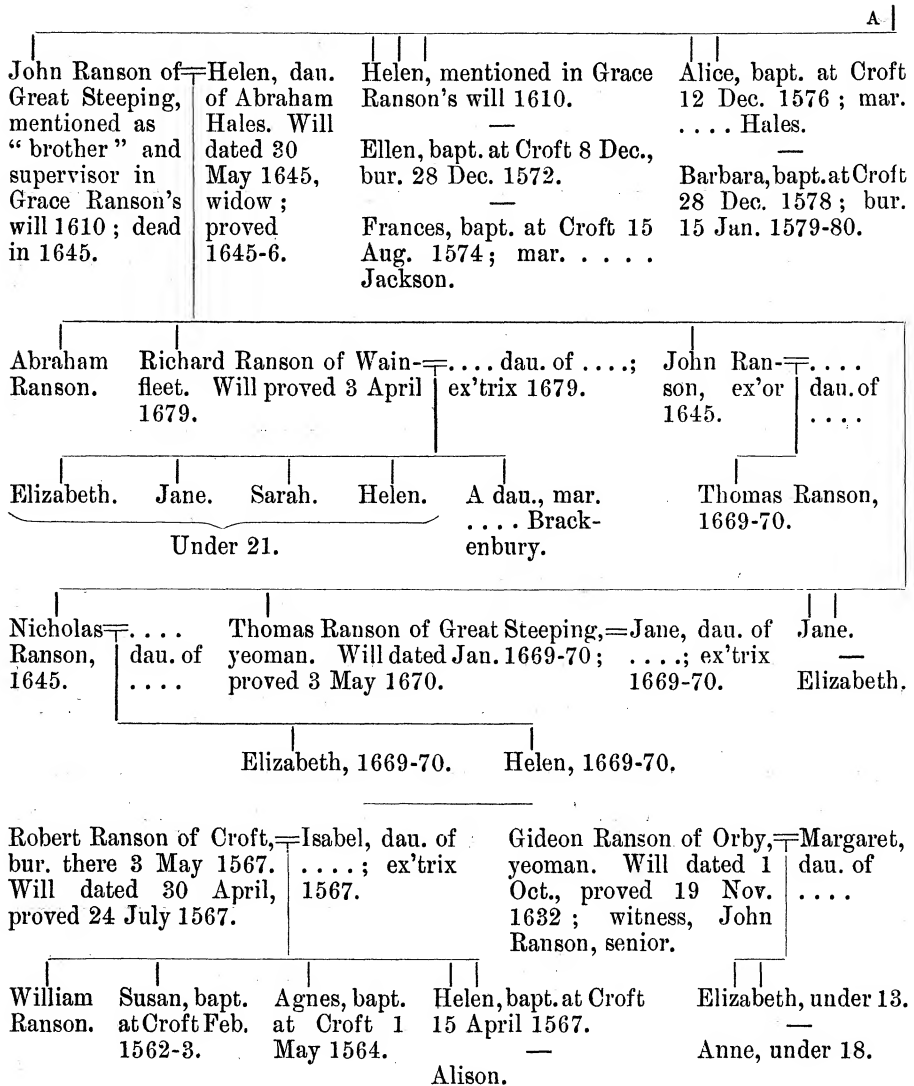 A
John Ranson of
Great Steeping,
mentioned as
“ brother ” and
supervisor in
Grace Ranson's
will 1610 ; dead
in 1645.
Helen, dau.
of Abraham
Hales. Will
dated 30
May 1645,
widow ;
proved
1645-6.
Helen, mentioned in Grace
Ranson's will 1610.
—
Ellen, bapt. at Croft 8 Dec.,
bur. 28 Dec. 1572.
—
Frances, bapt. at Croft 15
Aug. 1574 ; mar. . . . . .
Jackson.
Alice, bapt. at Croft
12 Dec. 1576 ; mar.
. . . . Hales.
—
Barbara, bapt. at Croft
28 Dec. 1578 ; bur.
15 Jan. 1579-80.
Abraham
Ranson.
Richard Ranson of Wain-
fleet. Will proved 3 April
1679.
. . . . dau. of . . . .;
ex'trix 1679.
John Ran-
son, ex'or
1645.
. . . .
dau. of
. . . .
Elizabeth. Jane. Sarah. Helen.
Under 21.
A dau., mar.
. . . . Brack-
enbury.
Thomas Ranson,
1669-70.
Nicholas
Ranson,
1645.
. . . .
dau. of
. . . .
Thomas Ranson of Great Steeping,
yeoman. Will dated Jan. 1669-70 ;
proved 3 May 1670.
=Jane, dau. of
. . . .; ex'trix
1669-70.
Jane.
—
Elizabeth.
Elizabeth, 1669-70. Helen, 1669-70.
Robert Ranson of Croft,
bur. there 3 May 1567.
Will dated 30 April,
proved 24 July 1567.
Isabel, dau. of
. . . .; ex'trix
1567.
Gideon Ranson of Orby,
yeoman. Will dated 1
Oct., proved 19 Nov.
1632 ; witness, John
Ranson, senior.
Margaret,
dau. of
. . . .
William
Ranson.
Susan, bapt.
at Croft Feb.
1562-3.
Agnes, bapt.
at Croft 1
May 1564.
Helen, bapt. at Croft
15 April 1567.
—
Alison.
Elizabeth, under 13.
—
Anne, under 18.